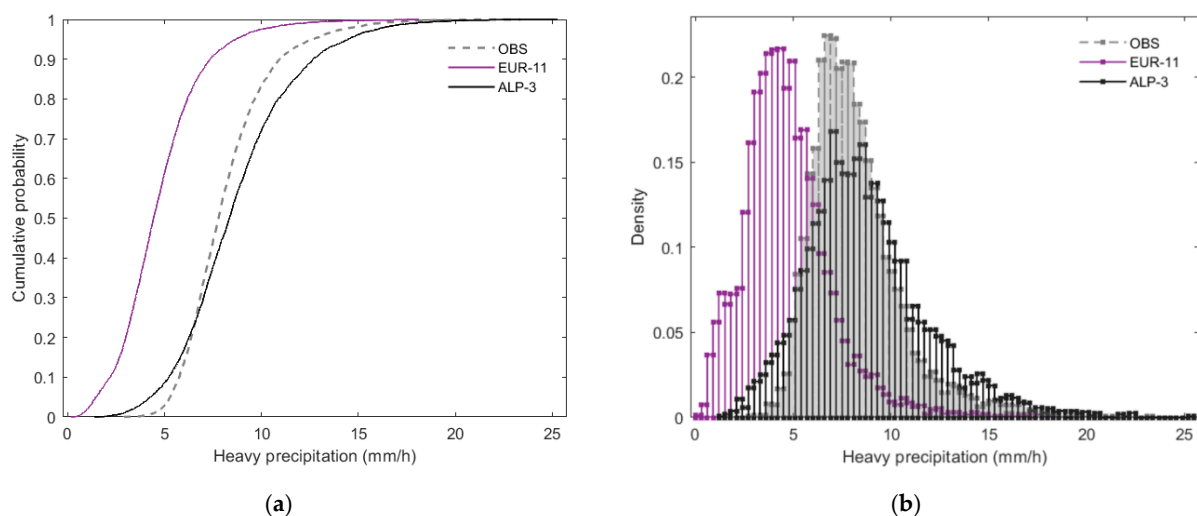 1
0.9
0.8
0.7
0.6
0.5
0.4
0.3
0.2
0.1
0
Cumulative probability
OBS
EUR-11
ALP-3
0 5 10 15 20 25
Heavy precipitation (mm/h)
(a)
0.2
0.15
0.1
0.05
0
Density
OBS
EUR-11
ALP-3
0 5 10 15 20 25
Heavy precipitation (mm/h)
(b)